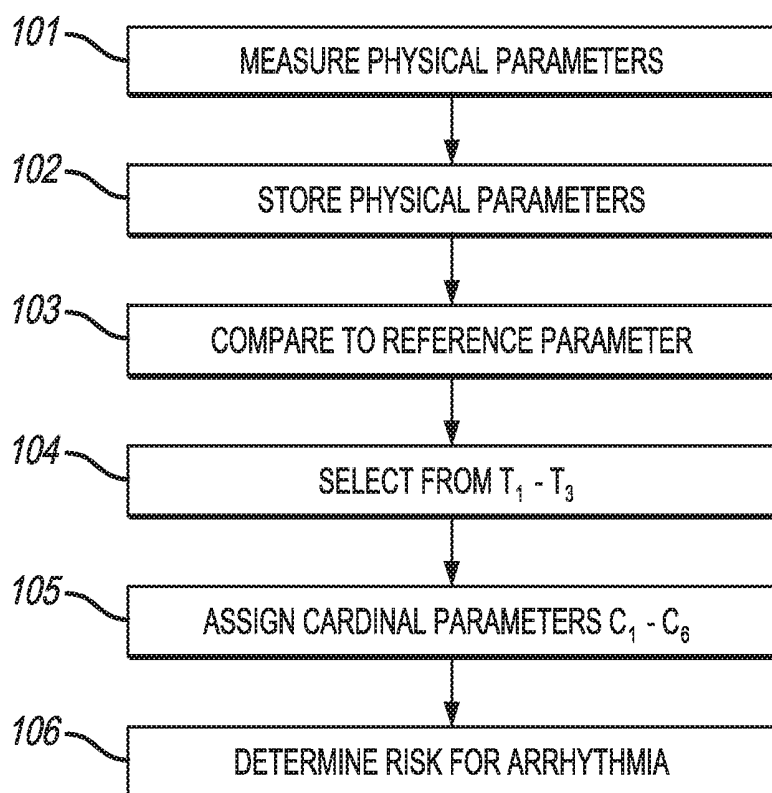 101 MEASURE PHYSICAL PARAMETERS
102 STORE PHYSICAL PARAMETERS
103 COMPARE TO REFERENCE PARAMETER
104 SELECT FROM T₁ - T₃
105 ASSIGN CARDINAL PARAMETERS C₁ - C₆
106 DETERMINE RISK FOR ARRHYTHMIA